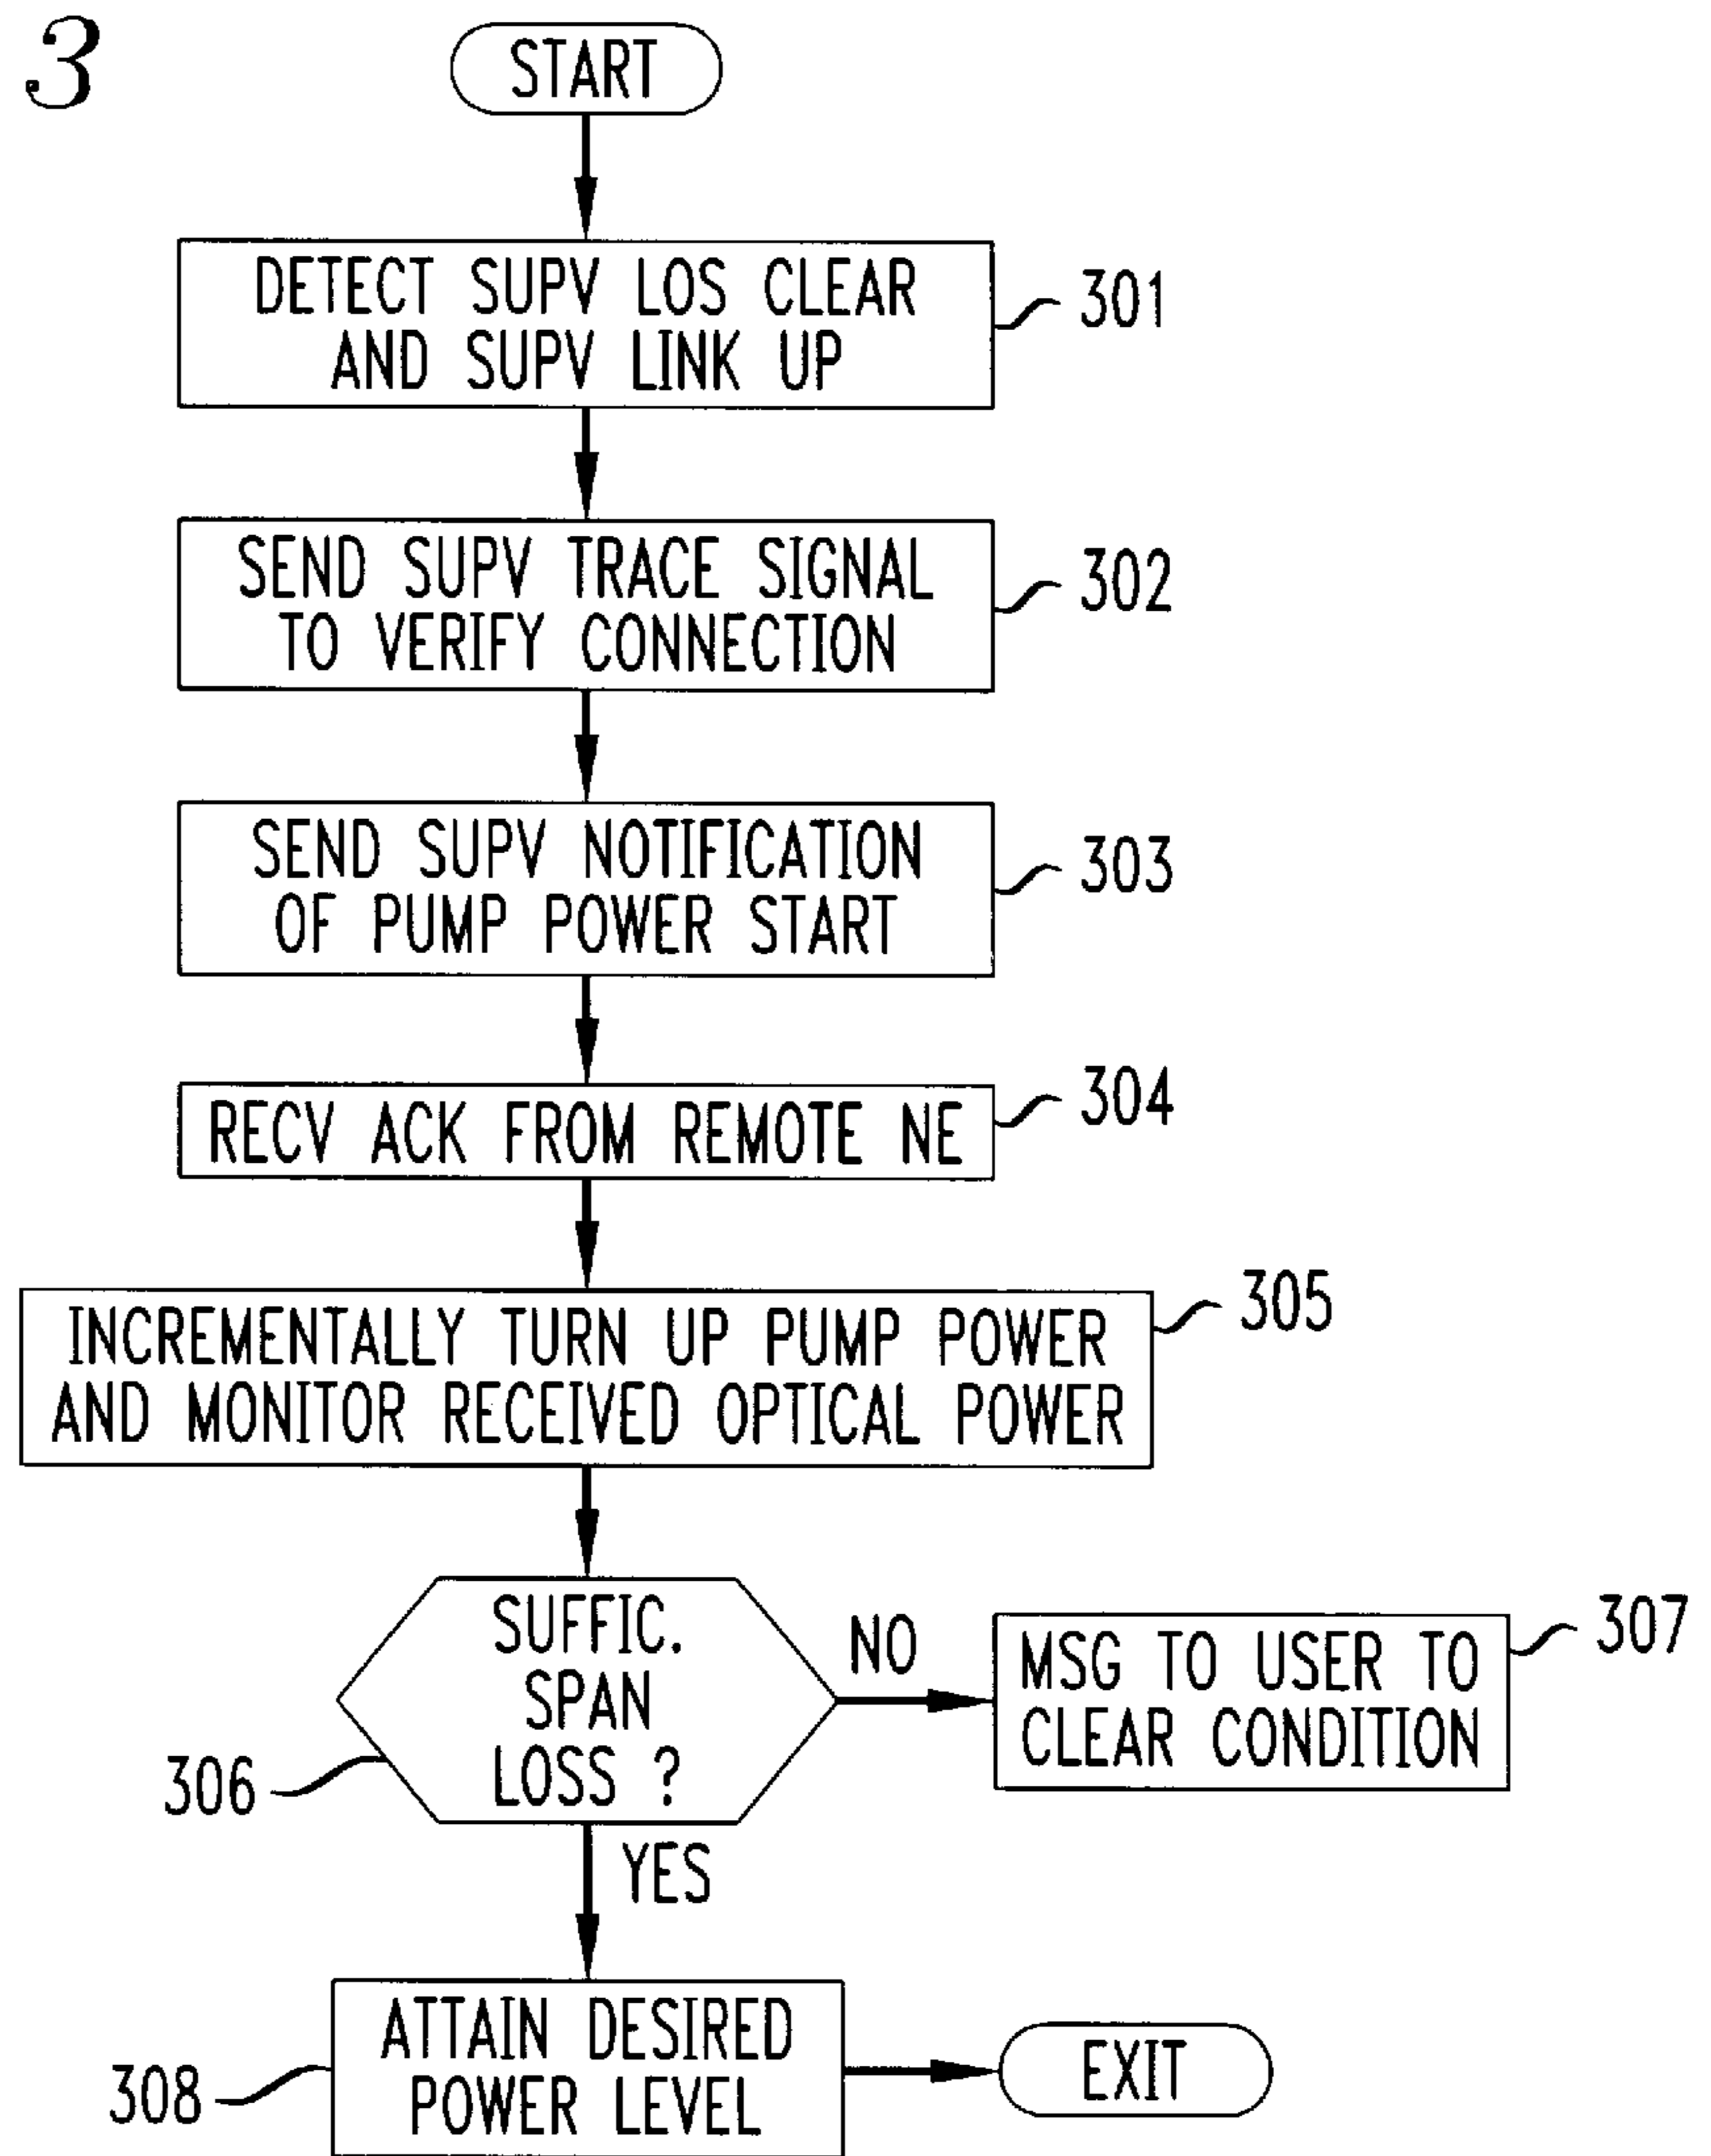 3
START
DETECT SUPV LOS CLEAR
AND SUPV LINK UP
301
SEND SUPV TRACE SIGNAL
TO VERIFY CONNECTION
302
SEND SUPV NOTIFICATION
OF PUMP POWER START
303
RECV ACK FROM REMOTE NE
304
INCREMENTALLY TURN UP PUMP POWER
AND MONITOR RECEIVED OPTICAL POWER
305
SUFFIC.
SPAN
LOSS ?
306
NO
MSG TO USER TO
CLEAR CONDITION
307
YES
ATTAIN DESIRED
POWER LEVEL
308
EXIT